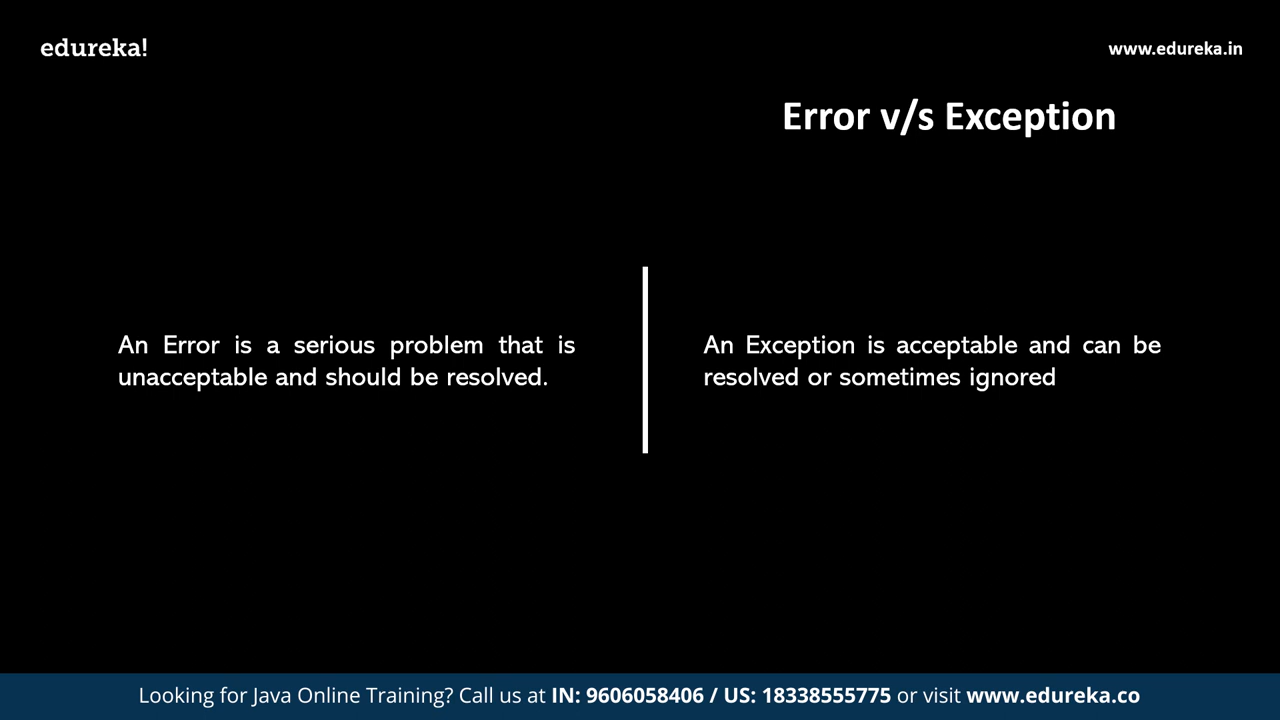 edureka!
www.edureka.in
Error v/s Exception
An Error is a serious problem that is
unacceptable and should be resolved.
An Exception is acceptable and can be
resolved or sometimes ignored
Looking for Java Online Training? Call us at IN: 9606058406 / US: 18338555775 or visit www.edureka.co